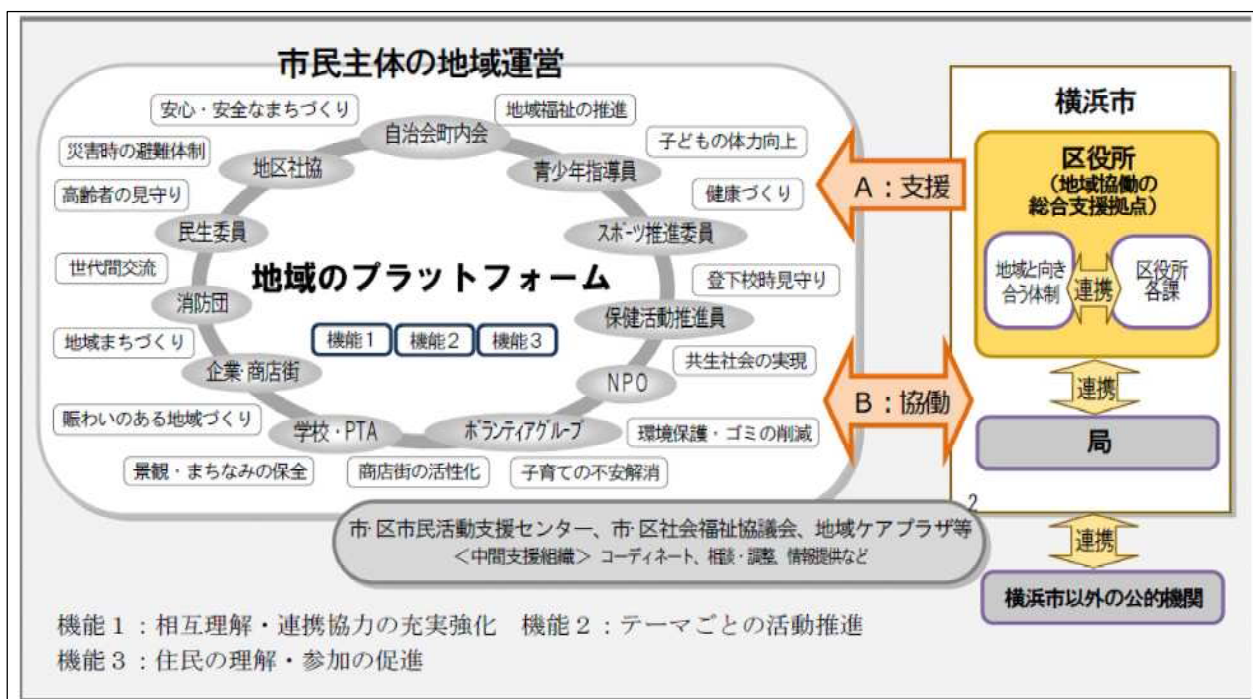 市民主体の地域運営
安心・安全なまちづくり
地域福祉の推進
自治会町内会
災害時の避難体制
地区社協
青少年指導員
子どもの体力向上
高齢者の見守り
健康づくり
民生委員
スポーツ推進委員
世代間交流
地域のプラットフォーム
登下校時見守り
消防団
保健活動推進員
機能1
機能2
機能3
地域まちづくり
共生社会の実現
企業・商店街
NPO
賑わいのある地域づくり
学校・PTA
ボランティアグループ
環境保護・ゴミの削減
景観・まちなみの保全
商店街の活性化
子育ての不安解消
A：支援
B：協働
横浜市
区役所
(地域協働の
総合支援拠点)
地域と向き
合う体制
連携
区役所
各課
連携
局
2
連携
横浜市以外の公的機関
市・区市民活動支援センター、市・区社会福祉協議会、地域ケアプラザ等
＜中間支援組織＞ コーディネート、相談・調整、情報提供など
機能１：相互理解・連携協力の充実強化　機能２：テーマごとの活動推進
機能３：住民の理解・参加の促進